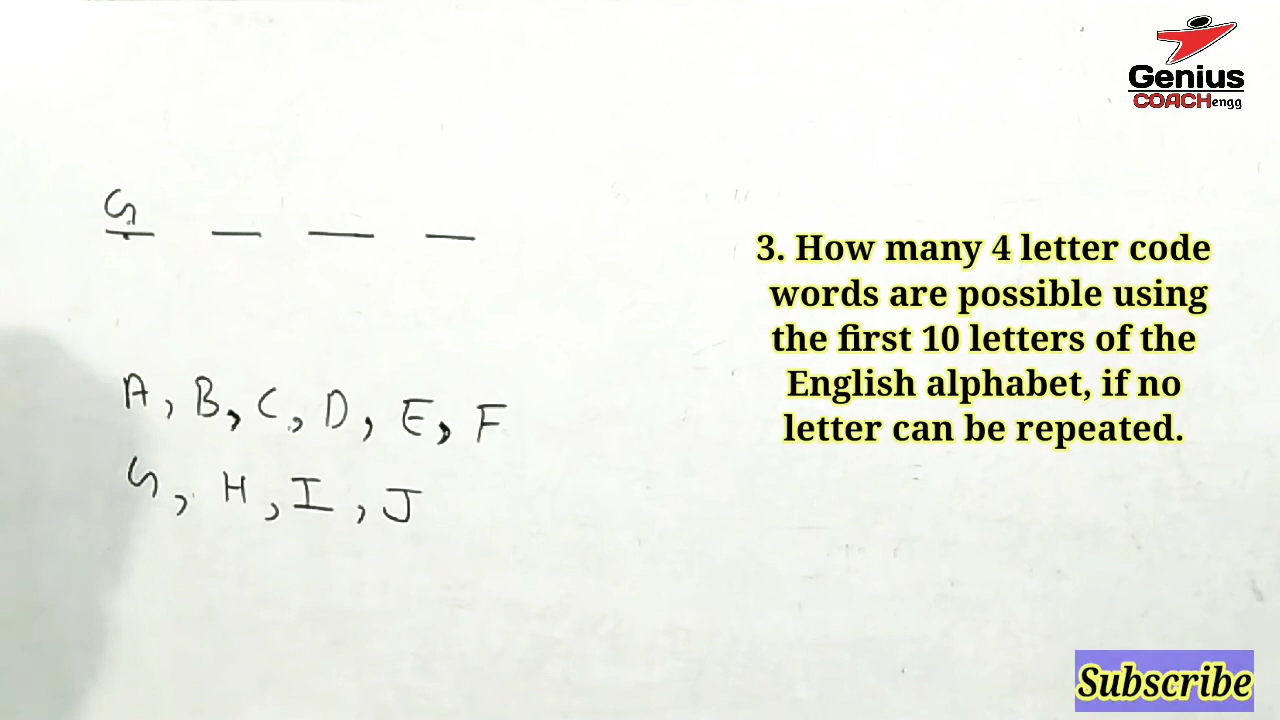 Genius
COACHengg
G
3. How many 4 letter code
words are possible using
the first 10 letters of the
English alphabet, if no
letter can be repeated.
A, B, C, D, E, F
G, H, I, J
Subscribe